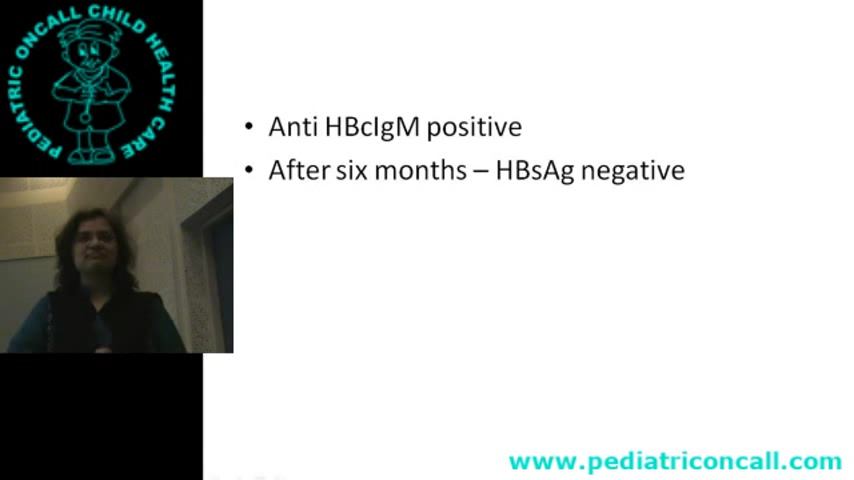 PEDIATRIC ONCALL CHILD HEALTH CARE
• Anti HBcIgM positive
• After six months – HBsAg negative
www.pediatriconcall.com